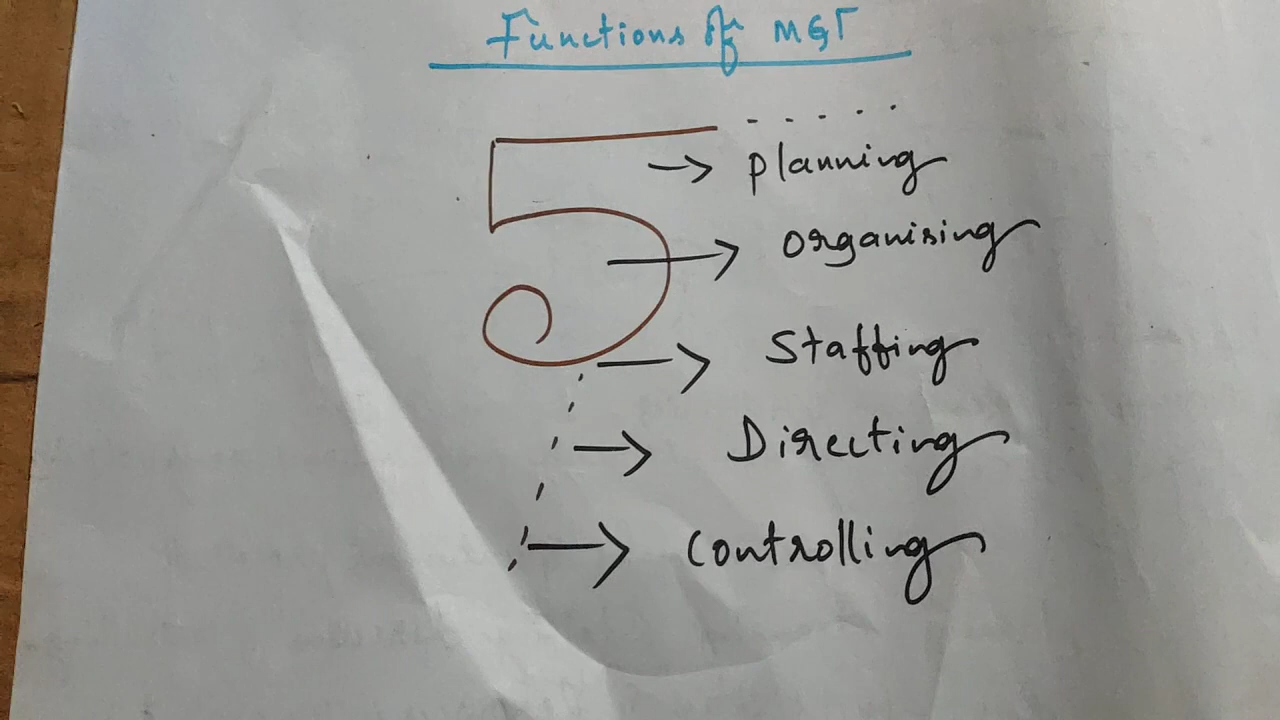 Functions of MGT
5 .....
→ planning
→ organising
→ Staffing
→ Directing
→ controlling